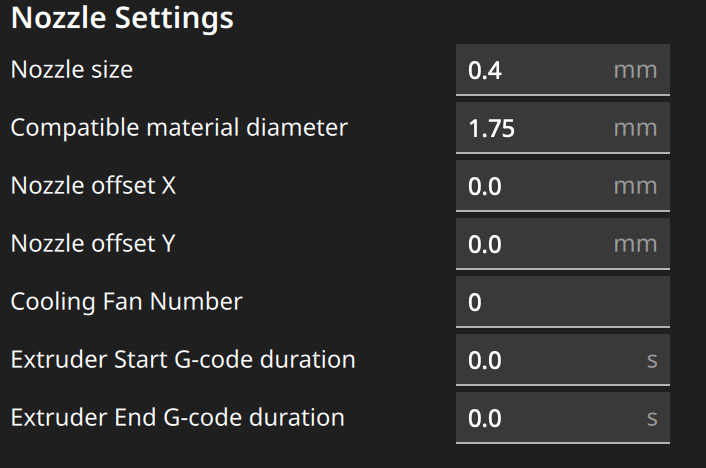 Nozzle Settings
Nozzle size 0.4 mm
Compatible material diameter 1.75 mm
Nozzle offset X 0.0 mm
Nozzle offset Y 0.0 mm
Cooling Fan Number 0
Extruder Start G-code duration 0.0 s
Extruder End G-code duration 0.0 s